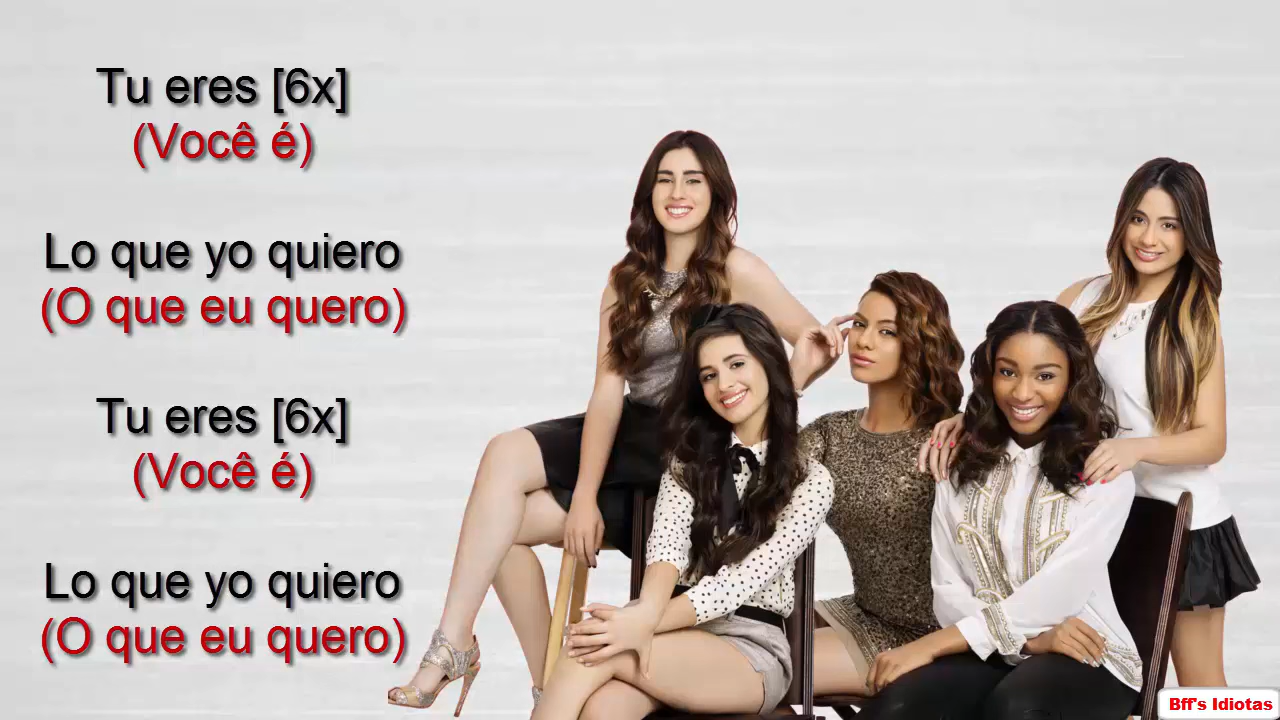 Tu eres [6x]
(Você é)
Lo que yo quiero
(O que eu quero)
Tu eres [6x]
(Você é)
Lo que yo quiero
(O que eu quero)
Bff's Idiotas